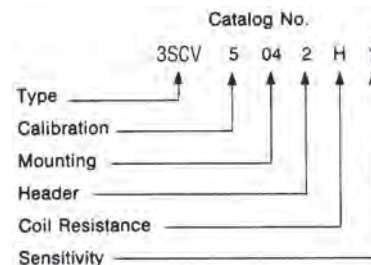 Catalog No.
3SCV 5 04 2 H
Type
Calibration
Mounting
Header
Coil Resistance
Sensitivity